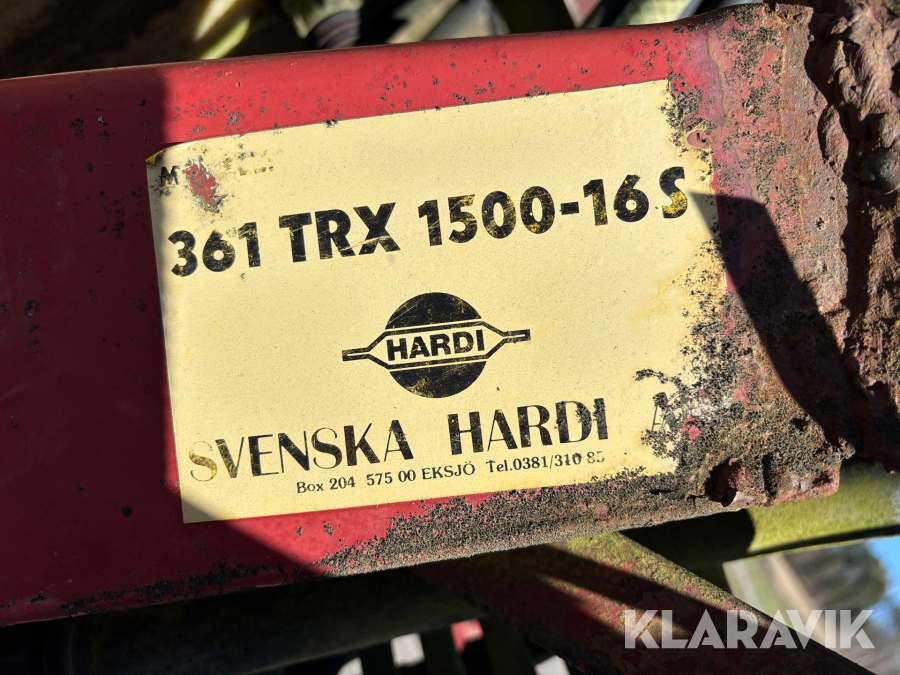 361 TRX 1500-16 S
HARDI
SVENSKA HARDI
Box 204 575 00 EKSJÖ Tel.0381/310 85
KLARAVIK